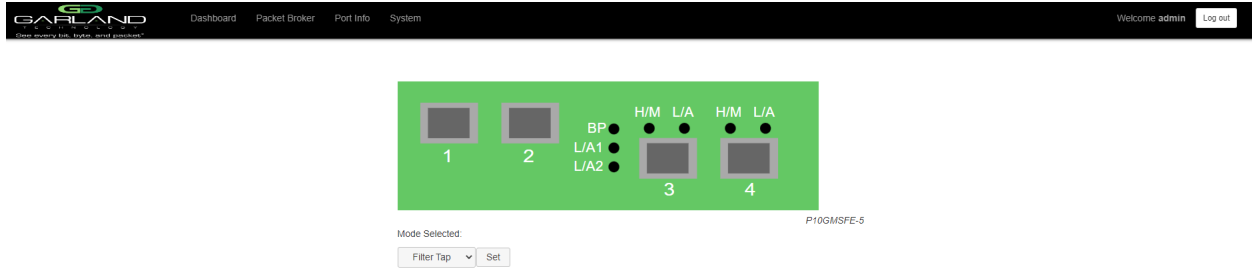 GARLAND
TECHNOLOGY
See every bit, byte, and packet®
Dashboard Packet Broker Port Info System
Welcome admin Log out
H/M L/A H/M L/A
BP
L/A1
L/A2
1 2
3 4
P10GMSFE-5
Mode Selected:
Filter Tap Set